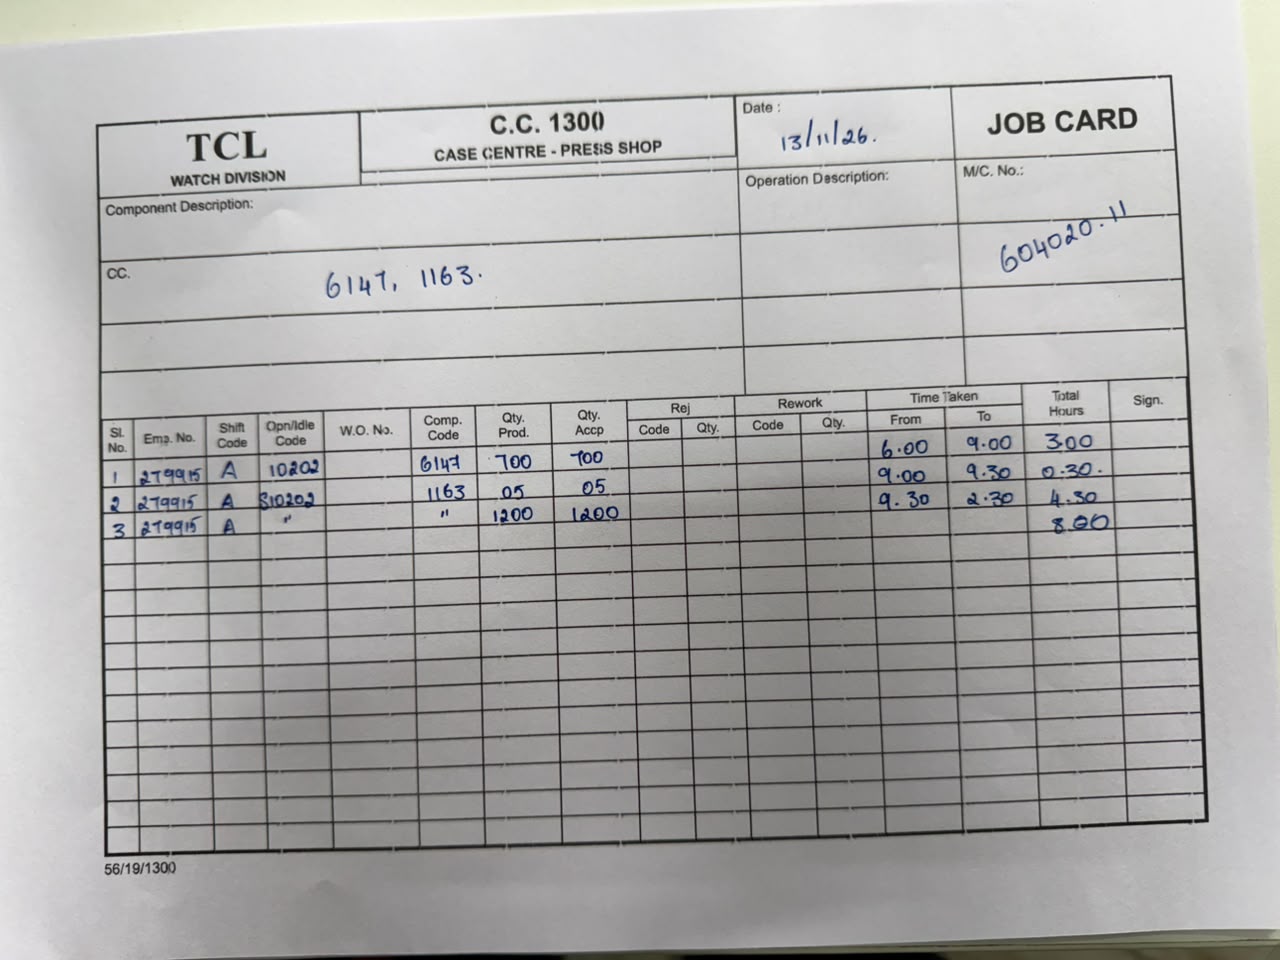 TCL
WATCH DIVISION
C.C. 1300
CASE CENTRE - PRESS SHOP
Date :
13/11/26.
JOB CARD
Component Description:
Operation Description:
M/C. No.:
604020.11
CC.
6147, 1163.
Sl. No. Emp. No. Shift Code Opn/Idle Code W.O. No. Comp. Code Qty. Prod. Qty. Accp Rej Code Qty. Rework Code Qty. Time Taken From To Total Hours Sign.
1 279915 A 10202 6147 700 700 6.00 9.00 3.00
2 279915 A 810202 1163 05 05 9.00 9.30 0.30.
3 279915 A " " 1200 1200 9.30 2.30 4.30
8.00
56/19/1300